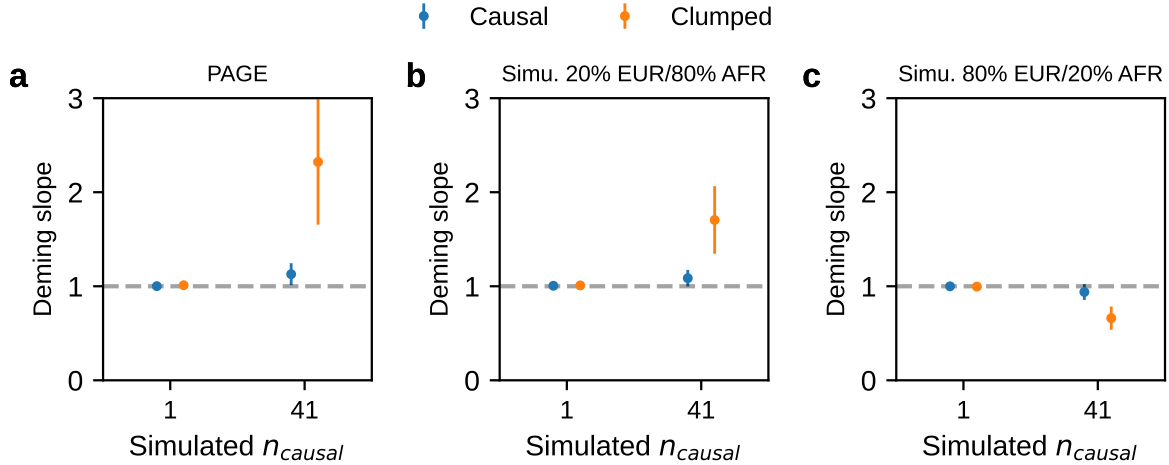 Causal Clumped
a PAGE
b Simu. 20% EUR/80% AFR
c Simu. 80% EUR/20% AFR
Deming slope
3
2
1
0
1 41
Simulated n_causal
Deming slope
3
2
1
0
1 41
Simulated n_causal
Deming slope
3
2
1
0
1 41
Simulated n_causal